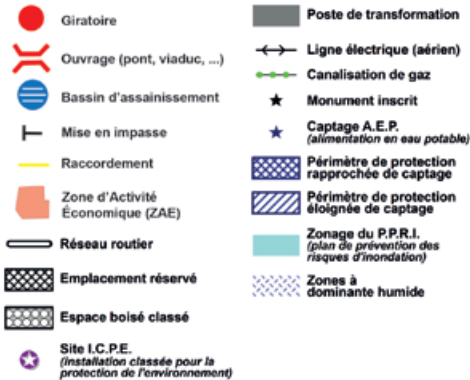 Giratoire
Ouvrage (pont, viaduc, ...)
Bassin d'assainissement
Mise en impasse
Raccordement
Zone d'Activité
Économique (ZAE)
Réseau routier
Emplacement réservé
Espace boisé classé
Site I.C.P.E.
(installation classée pour la
protection de l'environnement)
Poste de transformation
Ligne électrique (aérien)
Canalisation de gaz
Monument inscrit
Captage A.E.P.
(alimentation en eau potable)
Périmètre de protection
rapprochée de captage
Périmètre de protection
éloignée de captage
Zonage du P.P.R.I.
(plan de prévention des
risques d'inondation)
Zones à
dominante humide